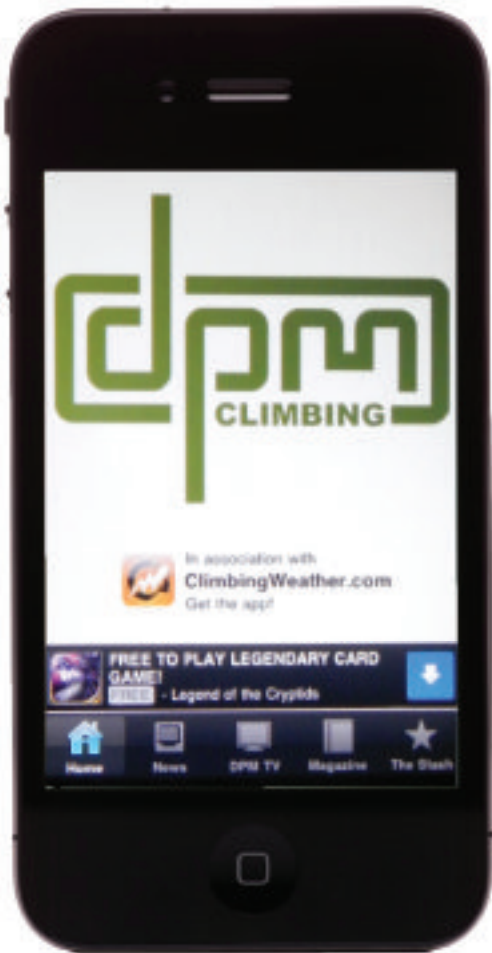 dpm
CLIMBING
In association with
ClimbingWeather.com
Get the app!
FREE TO PLAY LEGENDARY CARD
GAME!
FREE - Legend of the Cryptids
Home News DPM TV Magazine The Stash